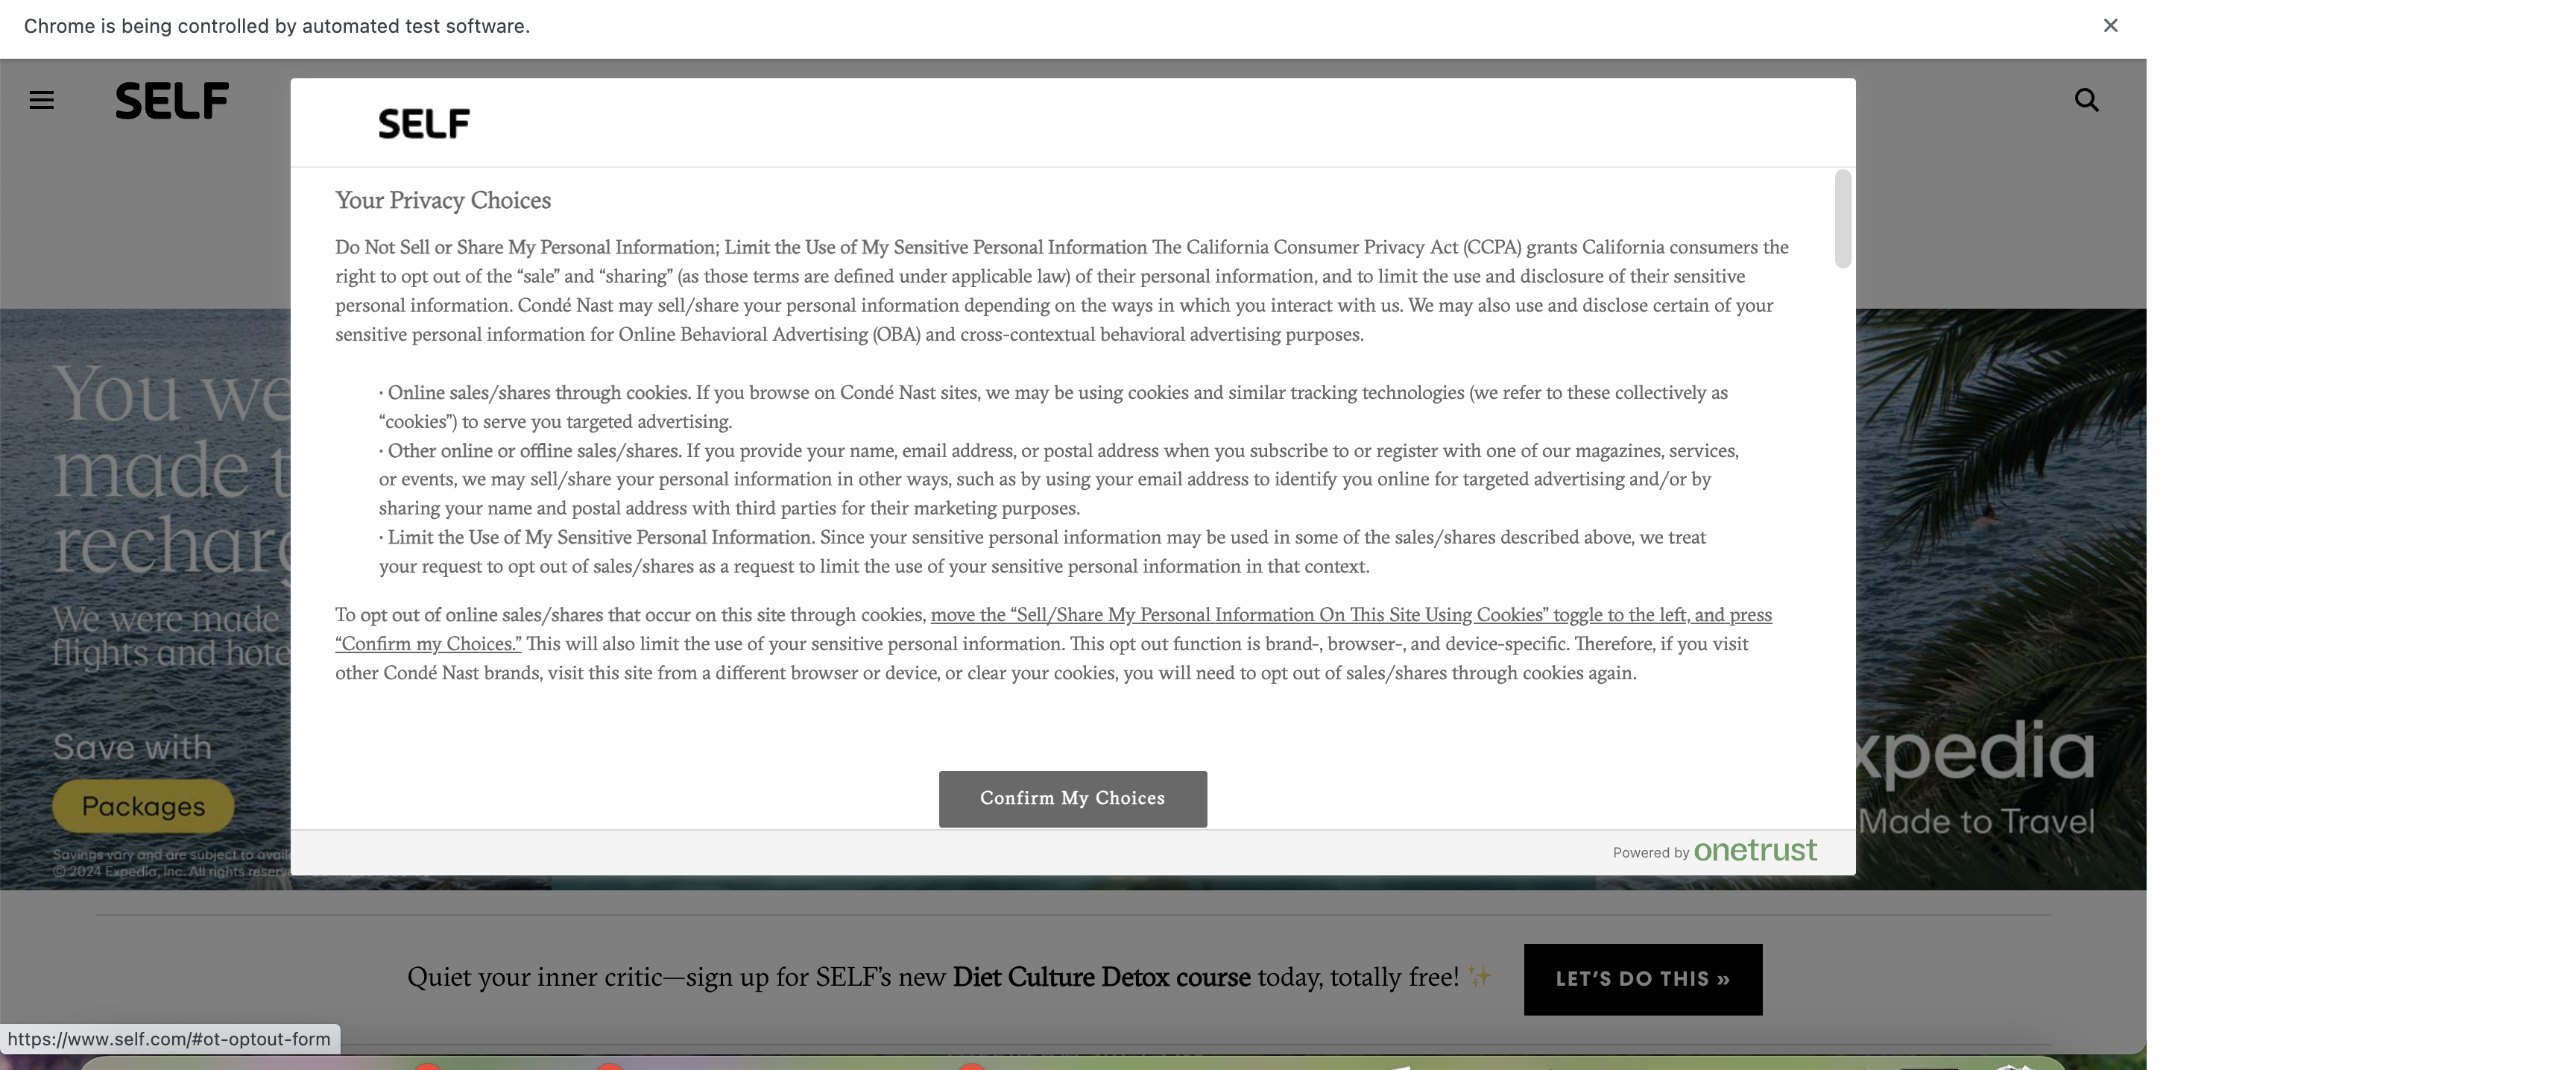 Chrome is being controlled by automated test software.
SELF
SELF
Your Privacy Choices
Do Not Sell or Share My Personal Information; Limit the Use of My Sensitive Personal Information The California Consumer Privacy Act (CCPA) grants California consumers the
right to opt out of the “sale” and “sharing” (as those terms are defined under applicable law) of their personal information, and to limit the use and disclosure of their sensitive
personal information. Condé Nast may sell/share your personal information depending on the ways in which you interact with us. We may also use and disclose certain of your
sensitive personal information for Online Behavioral Advertising (OBA) and cross-contextual behavioral advertising purposes.
· Online sales/shares through cookies. If you browse on Condé Nast sites, we may be using cookies and similar tracking technologies (we refer to these collectively as
“cookies”) to serve you targeted advertising.
· Other online or offline sales/shares. If you provide your name, email address, or postal address when you subscribe to or register with one of our magazines, services,
or events, we may sell/share your personal information in other ways, such as by using your email address to identify you online for targeted advertising and/or by
sharing your name and postal address with third parties for their marketing purposes.
· Limit the Use of My Sensitive Personal Information. Since your sensitive personal information may be used in some of the sales/shares described above, we treat
your request to opt out of sales/shares as a request to limit the use of your sensitive personal information in that context.
To opt out of online sales/shares that occur on this site through cookies, move the “Sell/Share My Personal Information On This Site Using Cookies” toggle to the left, and press
“Confirm my Choices.” This will also limit the use of your sensitive personal information. This opt out function is brand-, browser-, and device-specific. Therefore, if you visit
other Condé Nast brands, visit this site from a different browser or device, or clear your cookies, you will need to opt out of sales/shares through cookies again.
Confirm My Choices
Powered by onetrust
You we
made t
recharg
We were made
flights and hote
Save with
Packages
Savings vary and are subject to
© 2024 Expedia, Inc. All rights reserve
xpedia
Made to Travel
Quiet your inner critic—sign up for SELF’s new Diet Culture Detox course today, totally free! ✨
LET’S DO THIS »
https://www.self.com/#ot-optout-form